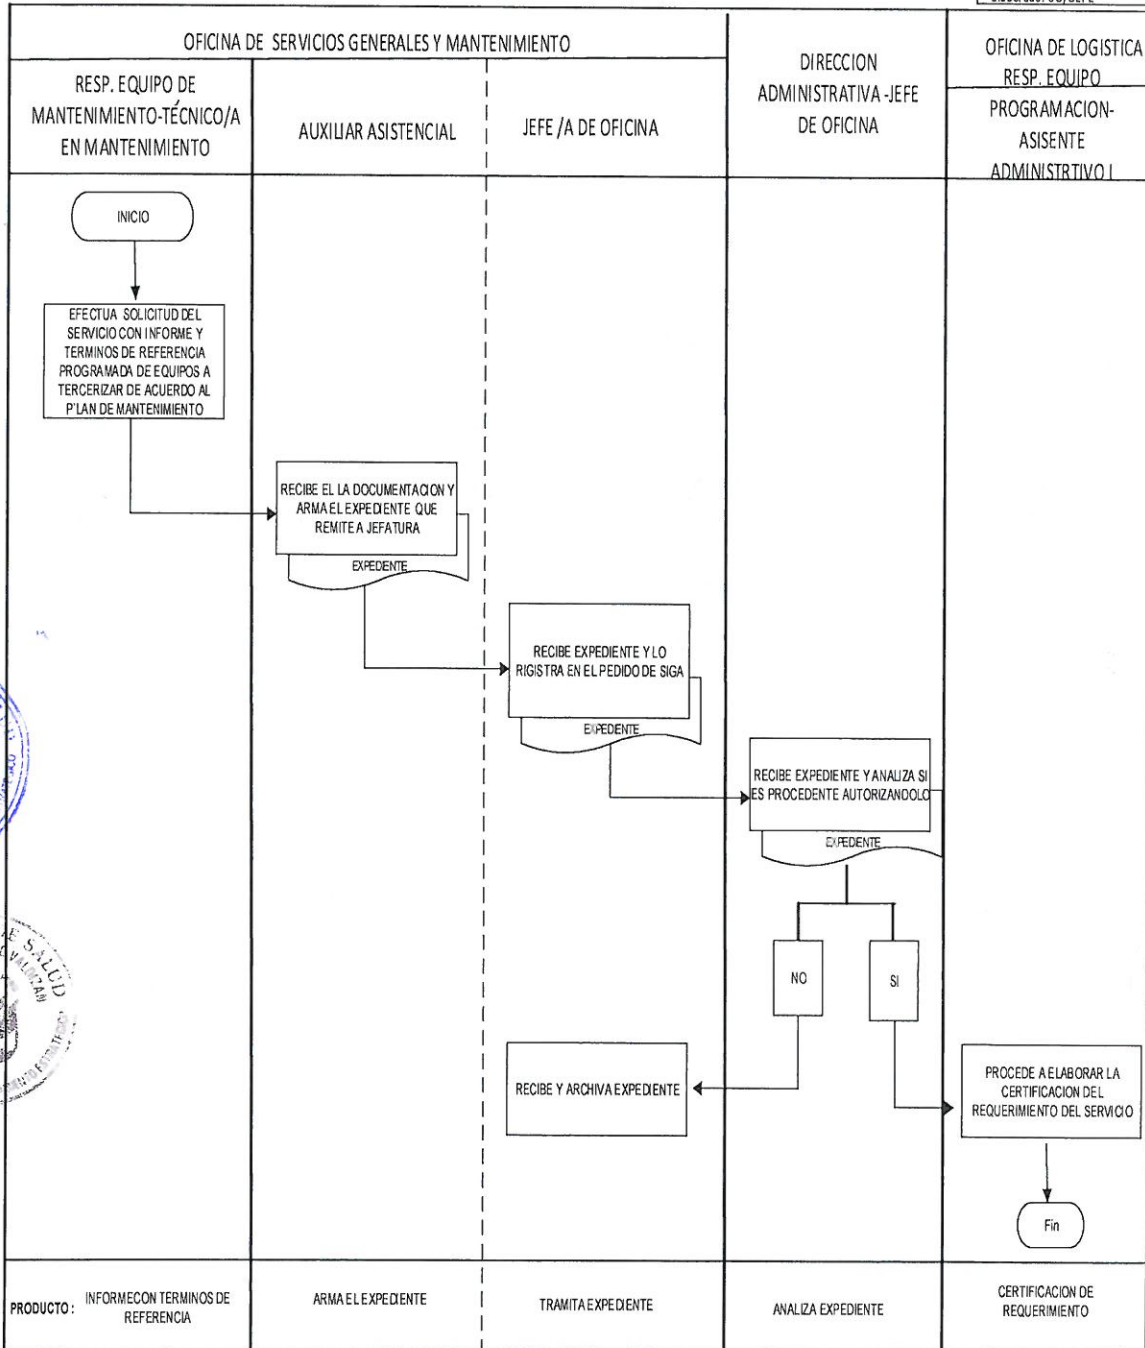 OFICINA DE SERVICIOS GENERALES Y MANTENIMIENTO
RESP. EQUIPO DE
MANTENIMIENTO-TÉCNICO/A
EN MANTENIMIENTO
AUXILIAR ASISTENCIAL
JEFE /A DE OFICINA
DIRECCION
ADMINISTRATIVA -JEFE
DE OFICINA
OFICINA DE LOGISTICA
RESP. EQUIPO
PROGRAMACION-
ASISENTE
ADMINISTRTIVO I
INICIO
EFECTUA SOLICITUD DEL
SERVICIO CON INFORME Y
TERMINOS DE REFERENCIA
PROGRAMADA DE EQUIPOS A
TERCERIZAR DE ACUERDO AL
P'LAN DE MANTENIMIENTO
RECIBE EL LA DOCUMENTACION Y
ARMA EL EXPEDIENTE QUE
REMITE A JEFATURA
EXPEDENTE
RECIBE EXPEDIENTE Y LO
RIGISTRA EN EL PEDIDO DE SIGA
EXPEDIENTE
RECIBE EXPEDIENTE Y ANALIZA SI
ES PROCEDENTE AUTORIZANDOLO
EXPEDIENTE
NO
SI
RECIBE Y ARCHIVA EXPEDIENTE
PROCEDE A ELABORAR LA
CERTIFICACION DEL
REQUERIMIENTO DEL SERVICIO
Fin
DE SALUD
VALDIZAN
PRODUCTO :
INFORMECON TERMINOS DE
REFERENCIA
ARMA EL EXPEDIENTE
TRAMITA EXPEDIENTE
ANALIZA EXPEDIENTE
CERTIFICACION DE
REQUERIMIENTO